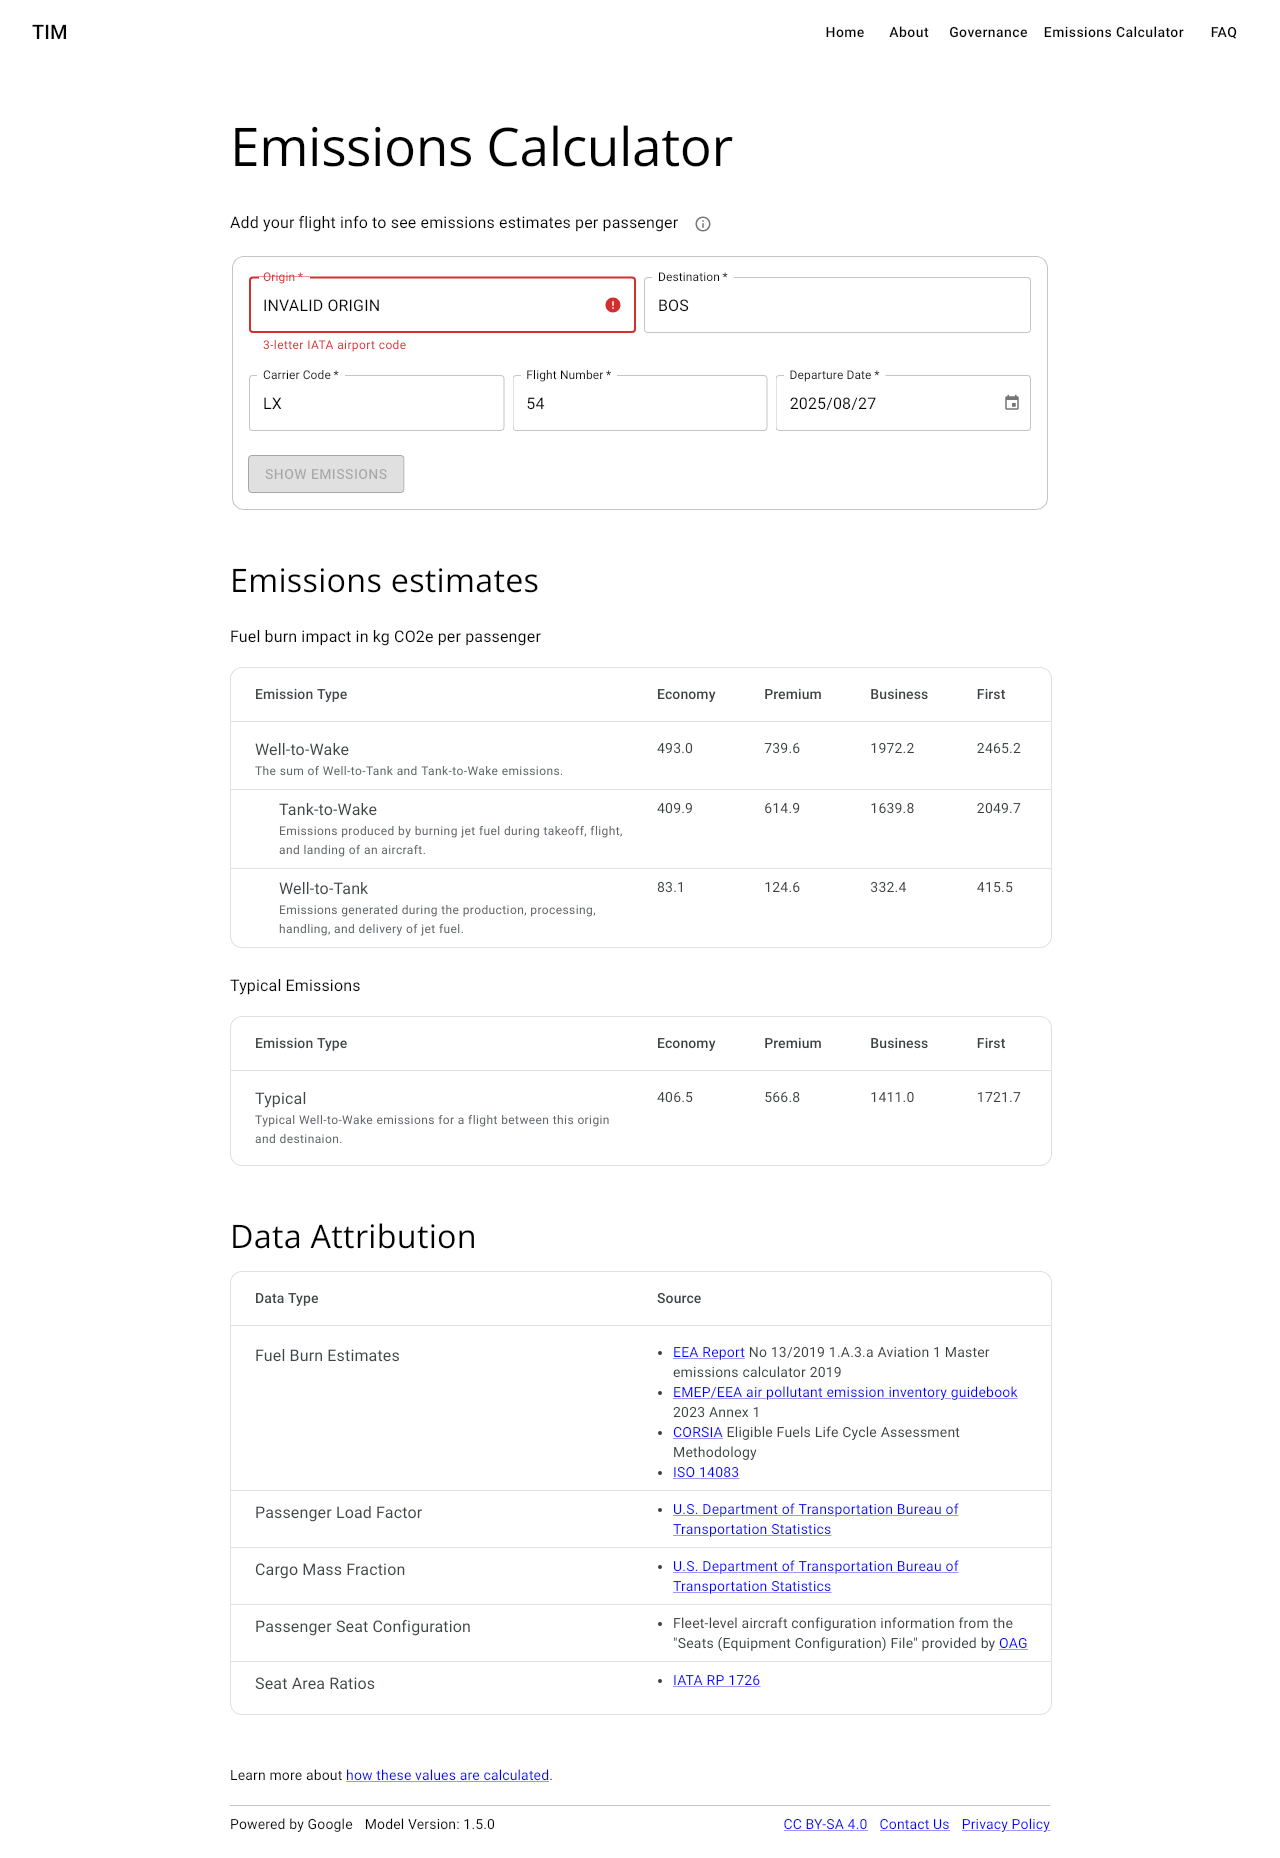 TIM
Home About Governance Emissions Calculator FAQ
Emissions Calculator
Add your flight info to see emissions estimates per passenger
Origin *
INVALID ORIGIN
3-letter IATA airport code
Destination *
BOS
Carrier Code *
LX
Flight Number *
54
Departure Date *
2025/08/27
SHOW EMISSIONS
Emissions estimates
Fuel burn impact in kg CO2e per passenger
Emission Type Economy Premium Business First
Well-to-Wake 493.0 739.6 1972.2 2465.2
The sum of Well-to-Tank and Tank-to-Wake emissions.
Tank-to-Wake 409.9 614.9 1639.8 2049.7
Emissions produced by burning jet fuel during takeoff, flight,
and landing of an aircraft.
Well-to-Tank 83.1 124.6 332.4 415.5
Emissions generated during the production, processing,
handling, and delivery of jet fuel.
Typical Emissions
Emission Type Economy Premium Business First
Typical 406.5 566.8 1411.0 1721.7
Typical Well-to-Wake emissions for a flight between this origin
and destinaion.
Data Attribution
Data Type Source
Fuel Burn Estimates
• EEA Report No 13/2019 1.A.3.a Aviation 1 Master
emissions calculator 2019
• EMEP/EEA air pollutant emission inventory guidebook
2023 Annex 1
• CORSIA Eligible Fuels Life Cycle Assessment
Methodology
• ISO 14083
Passenger Load Factor
• U.S. Department of Transportation Bureau of
Transportation Statistics
Cargo Mass Fraction
• U.S. Department of Transportation Bureau of
Transportation Statistics
Passenger Seat Configuration
• Fleet-level aircraft configuration information from the
"Seats (Equipment Configuration) File" provided by OAG
Seat Area Ratios
• IATA RP 1726
Learn more about how these values are calculated.
Powered by Google Model Version: 1.5.0 CC BY-SA 4.0 Contact Us Privacy Policy